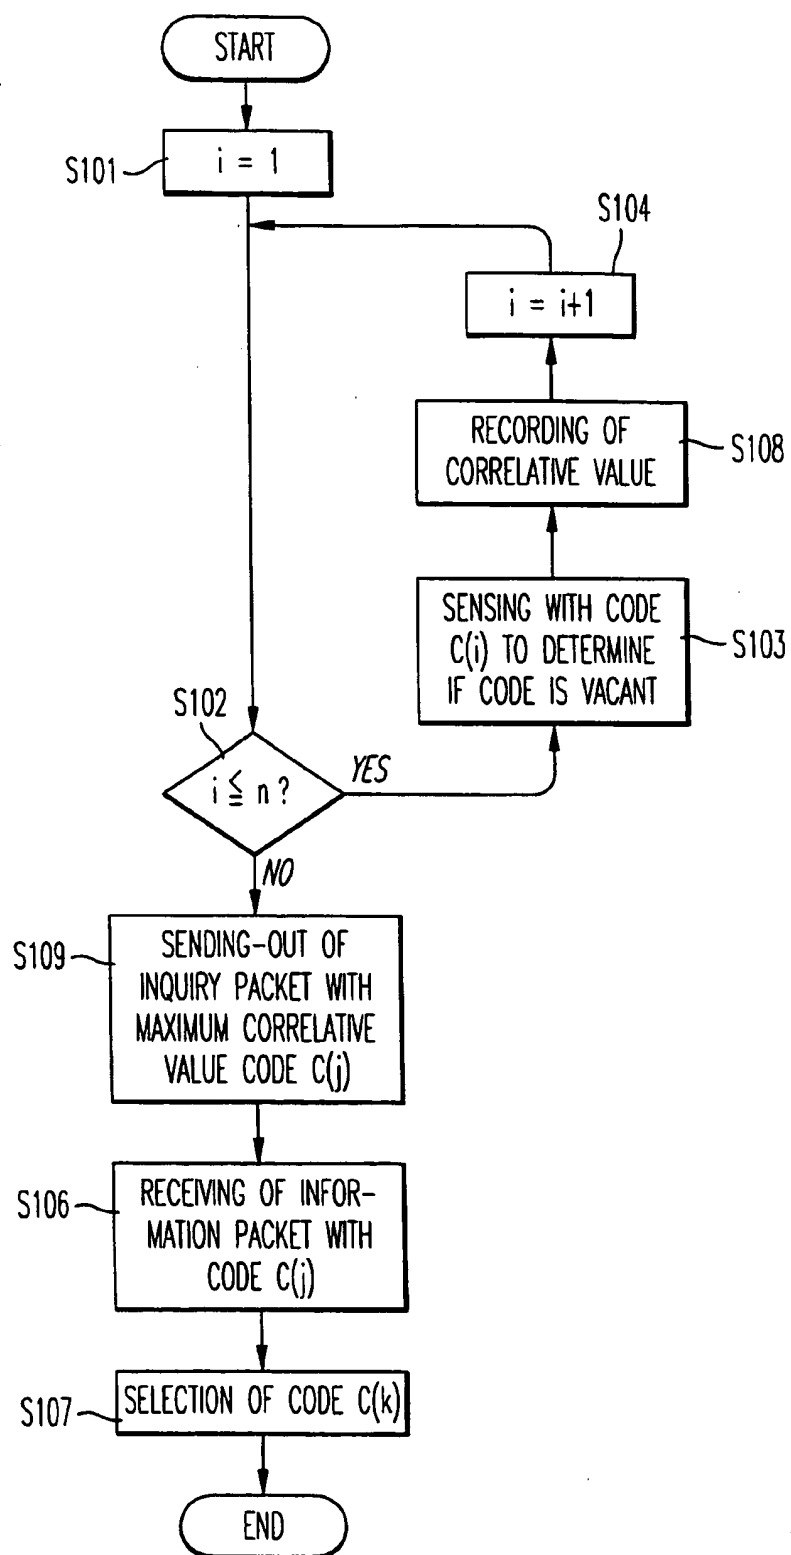 START
S101
i = 1
S104
i = i+1
RECORDING OF
CORRELATIVE VALUE
S108
SENSING WITH CODE
C(i) TO DETERMINE
IF CODE IS VACANT
S103
S102
i ≦ n?
YES
NO
S109
SENDING-OUT OF
INQUIRY PACKET WITH
MAXIMUM CORRELATIVE
VALUE CODE C(j)
S106
RECEIVING OF INFOR-
MATION PACKET WITH
CODE C(j)
S107
SELECTION OF CODE C(k)
END